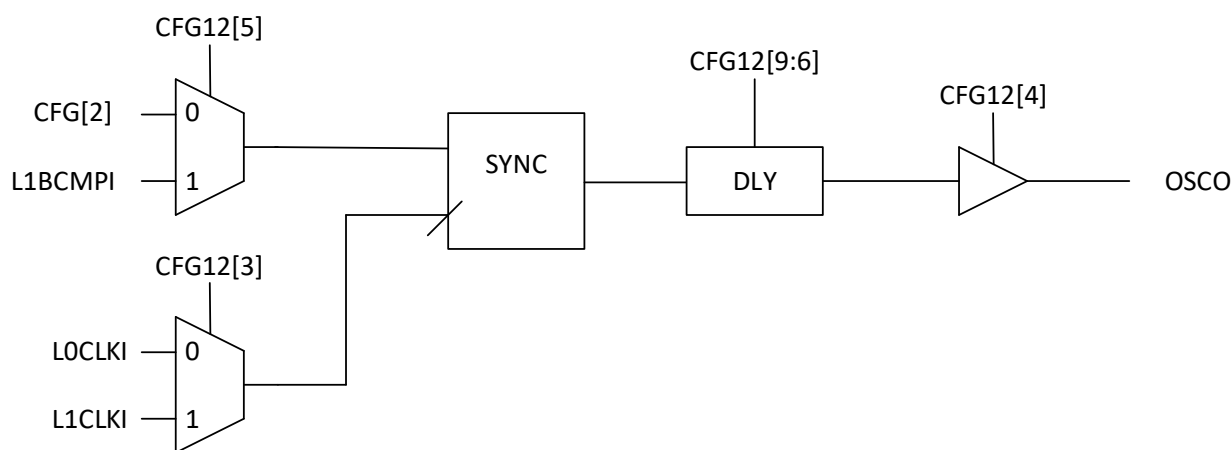 CFG12[5]
CFG[2]
0
L1BCMPI
1
SYNC
CFG12[9:6]
DLY
CFG12[4]
OSCO
CFG12[3]
L0CLKI
0
L1CLKI
1